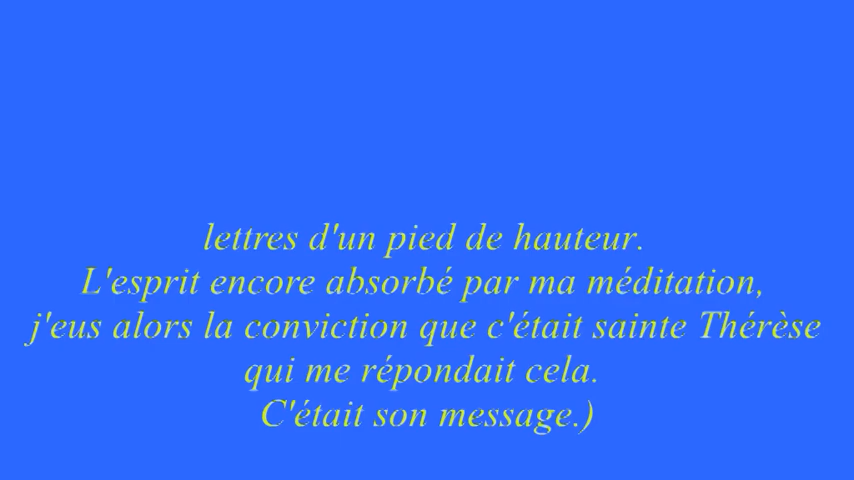 lettres d'un pied de hauteur.
L'esprit encore absorbé par ma méditation,
j'eus alors la conviction que c'était sainte Thérèse
qui me répondait cela.
C'était son message.)